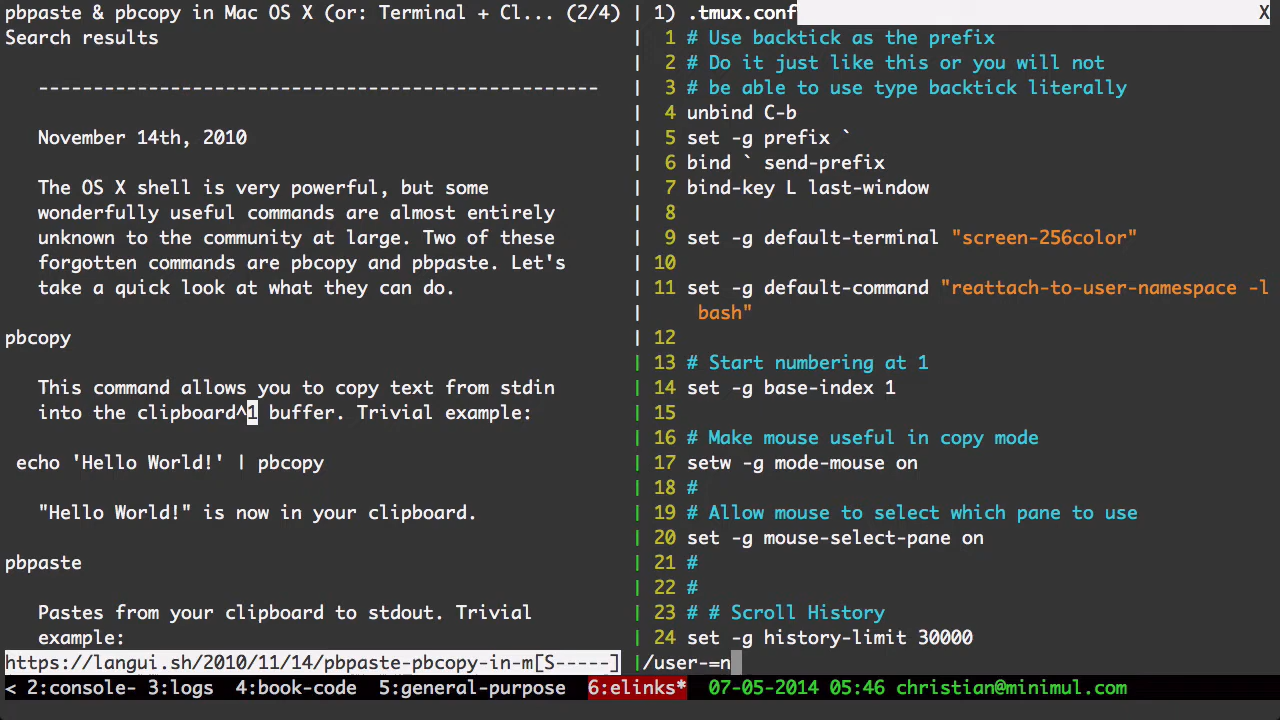 pbpaste & pbcopy in Mac OS X (or: Terminal + Cl... (2/4)
Search results
---------------------------------------------------
November 14th, 2010
The OS X shell is very powerful, but some
wonderfully useful commands are almost entirely
unknown to the community at large. Two of these
forgotten commands are pbcopy and pbpaste. Let's
take a quick look at what they can do.
pbcopy
This command allows you to copy text from stdin
into the clipboard^1 buffer. Trivial example:
echo 'Hello World!' | pbcopy
"Hello World!" is now in your clipboard.
pbpaste
Pastes from your clipboard to stdout. Trivial
example:
https://langui.sh/2010/11/14/pbpaste-pbcopy-in-m[S-----]
1) .tmux.conf X
1 # Use backtick as the prefix
2 # Do it just like this or you will not
3 # be able to use type backtick literally
4 unbind C-b
5 set -g prefix `
6 bind ` send-prefix
7 bind-key L last-window
8
9 set -g default-terminal "screen-256color"
10
11 set -g default-command "reattach-to-user-namespace -l
bash"
12
13 # Start numbering at 1
14 set -g base-index 1
15
16 # Make mouse useful in copy mode
17 setw -g mode-mouse on
18 #
19 # Allow mouse to select which pane to use
20 set -g mouse-select-pane on
21 #
22 #
23 # # Scroll History
24 set -g history-limit 30000
/user-=n
< 2:console- 3:logs 4:book-code 5:general-purpose 6:elinks* 07-05-2014 05:46 christian@minimul.com